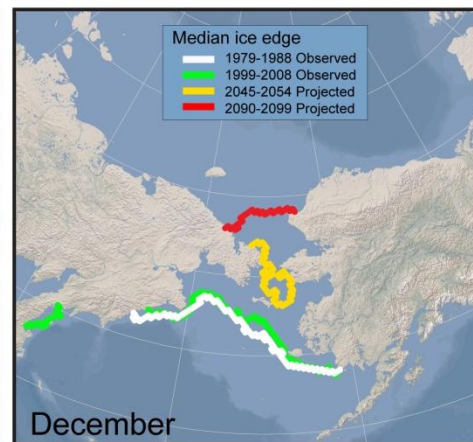 Median ice edge
1979-1988 Observed
1999-2008 Observed
2045-2054 Projected
2090-2099 Projected
December